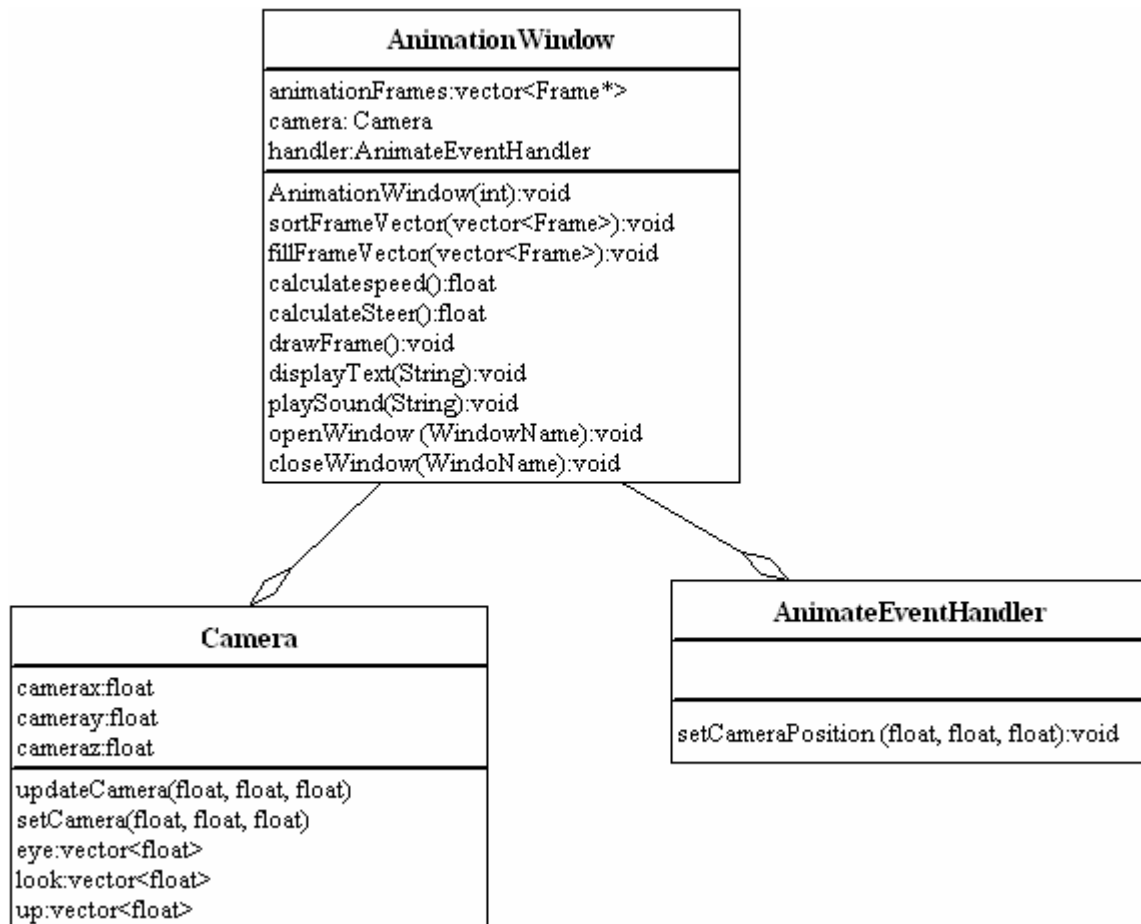 AnimationWindow
animationFrames:vector<Frame*>
camera: Camera
handler:AnimateEventHandler
AnimationWindow(int):void
sortFrameVector(vector<Frame>):void
fillFrameVector(vector<Frame>):void
calculatespeed():float
calculateSteer():float
drawFrame():void
displayText(String):void
playSound(String):void
openWindow (WindowName):void
closeWindow(WindoName):void
Camera
camerax:float
cameray:float
cameraz:float
updateCamera(float, float, float)
setCamera(float, float, float)
eye:vector<float>
look:vector<float>
up:vector<float>
AnimateEventHandler
setCameraPosition (float, float, float):void